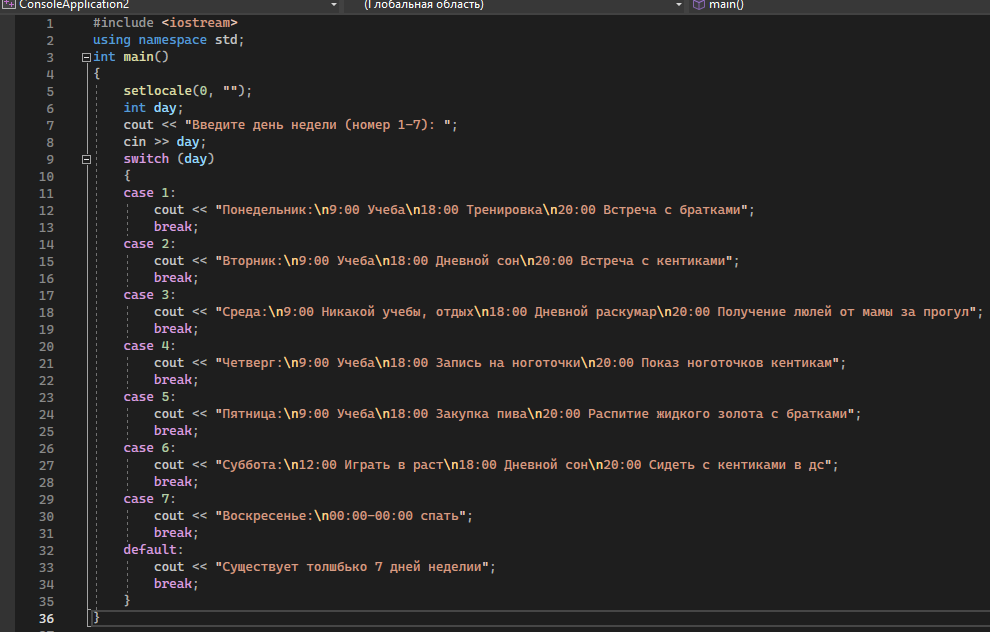 ConsoleApplication2 (Глобальная область) main()
1 #include <iostream>
2 using namespace std;
3 int main()
4 {
5 setlocale(0, "");
6 int day;
7 cout << "Введите день недели (номер 1-7): ";
8 cin >> day;
9 switch (day)
10 {
11 case 1:
12 cout << "Понедельник:\n9:00 Учеба\n18:00 Тренировка\n20:00 Встреча с братками";
13 break;
14 case 2:
15 cout << "Вторник:\n9:00 Учеба\n18:00 Дневной сон\n20:00 Встреча с кентиками";
16 break;
17 case 3:
18 cout << "Среда:\n9:00 Никакой учебы, отдых\n18:00 Дневной раскумар\n20:00 Получение люлей от мамы за прогул";
19 break;
20 case 4:
21 cout << "Четверг:\n9:00 Учеба\n18:00 Запись на ноготочки\n20:00 Показ ноготочков кентикам";
22 break;
23 case 5:
24 cout << "Пятница:\n9:00 Учеба\n18:00 Закупка пива\n20:00 Распитие жидкого золота с братками";
25 break;
26 case 6:
27 cout << "Суббота:\n12:00 Играть в раст\n18:00 Дневной сон\n20:00 Сидеть с кентиками в дс";
28 break;
29 case 7:
30 cout << "Воскресенье:\n00:00-00:00 спать";
31 break;
32 default:
33 cout << "Существует толшбько 7 дней неделии";
34 break;
35 }
36 }